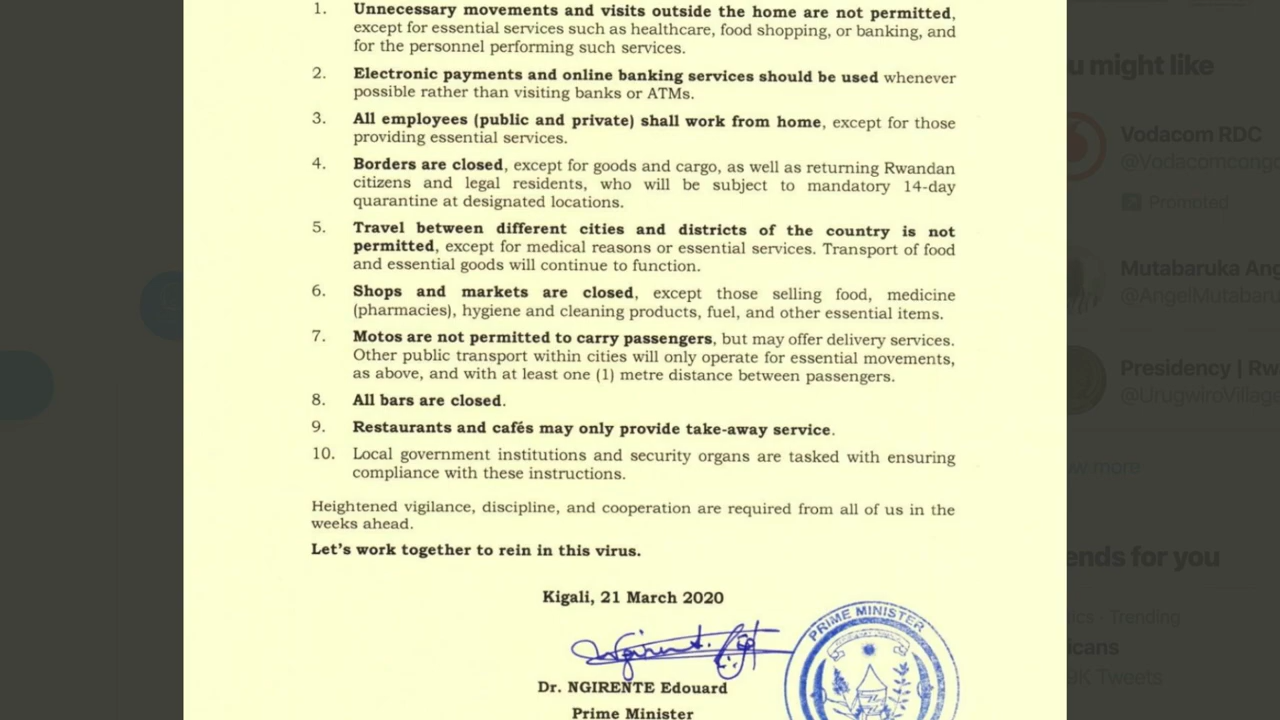 1. Unnecessary movements and visits outside the home are not permitted,
except for essential services such as healthcare, food shopping, or banking, and
for the personnel performing such services.
2. Electronic payments and online banking services should be used whenever
possible rather than visiting banks or ATMs.
3. All employees (public and private) shall work from home, except for those
providing essential services.
4. Borders are closed, except for goods and cargo, as well as returning Rwandan
citizens and legal residents, who will be subject to mandatory 14-day
quarantine at designated locations.
5. Travel between different cities and districts of the country is not
permitted, except for medical reasons or essential services. Transport of food
and essential goods will continue to function.
6. Shops and markets are closed, except those selling food, medicine
(pharmacies), hygiene and cleaning products, fuel, and other essential items.
7. Motos are not permitted to carry passengers, but may offer delivery services.
Other public transport within cities will only operate for essential movements,
as above, and with at least one (1) metre distance between passengers.
8. All bars are closed.
9. Restaurants and cafés may only provide take-away service.
10. Local government institutions and security organs are tasked with ensuring
compliance with these instructions.
Heightened vigilance, discipline, and cooperation are required from all of us in the
weeks ahead.
Let's work together to rein in this virus.
Kigali, 21 March 2020
Dr. NGIRENTE Edouard
Prime Minister
PRIME MINISTER
u might like
Vodacom RDC
@Vodacomcongo
Promoted
Mutabaruka Ang
@AngelMutabaru
Presidency | Rw
@UrugwiroVillage
w more
ends for you
ics · Trending
icans
K Tweets